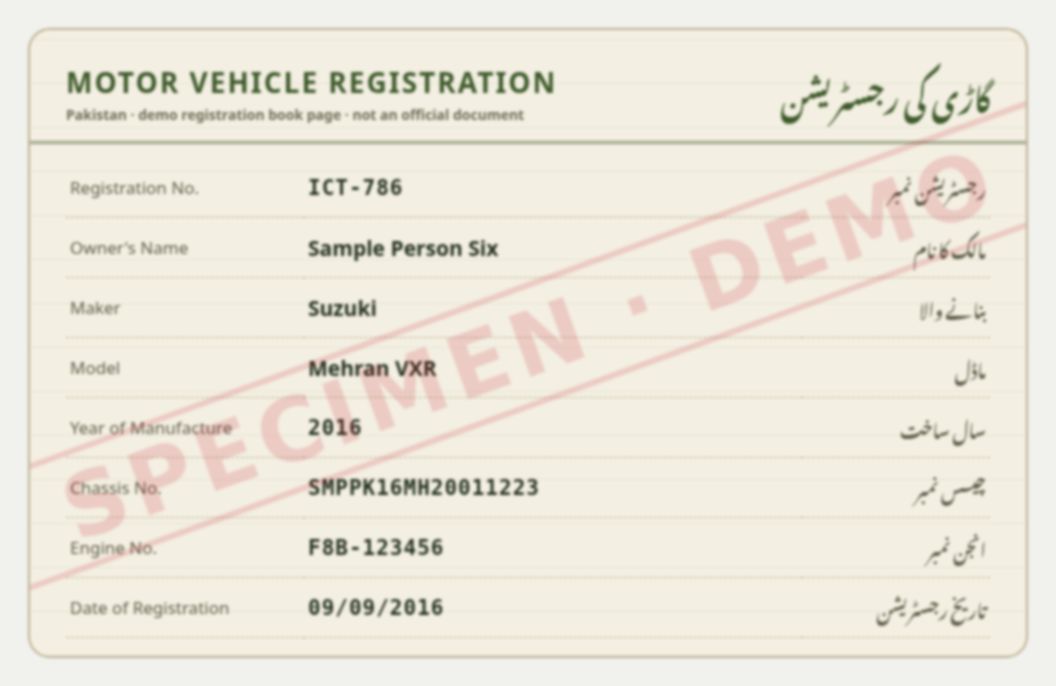 MOTOR VEHICLE REGISTRATION
گاڑی کی رجسٹریشن
Pakistan · demo registration book page · not an official document
Registration No. ICT-786 رجسٹریشن نمبر
Owner's Name Sample Person Six مالک کا نام
Maker Suzuki بنانے والا
Model Mehran VXR ماڈل
Year of Manufacture 2016 سال ساخت
Chassis No. SMPPK16MH20011223 چیسس نمبر
Engine No. F8B-123456 انجن نمبر
Date of Registration 09/09/2016 تاریخ رجسٹریشن
SPECIMEN · DEMO